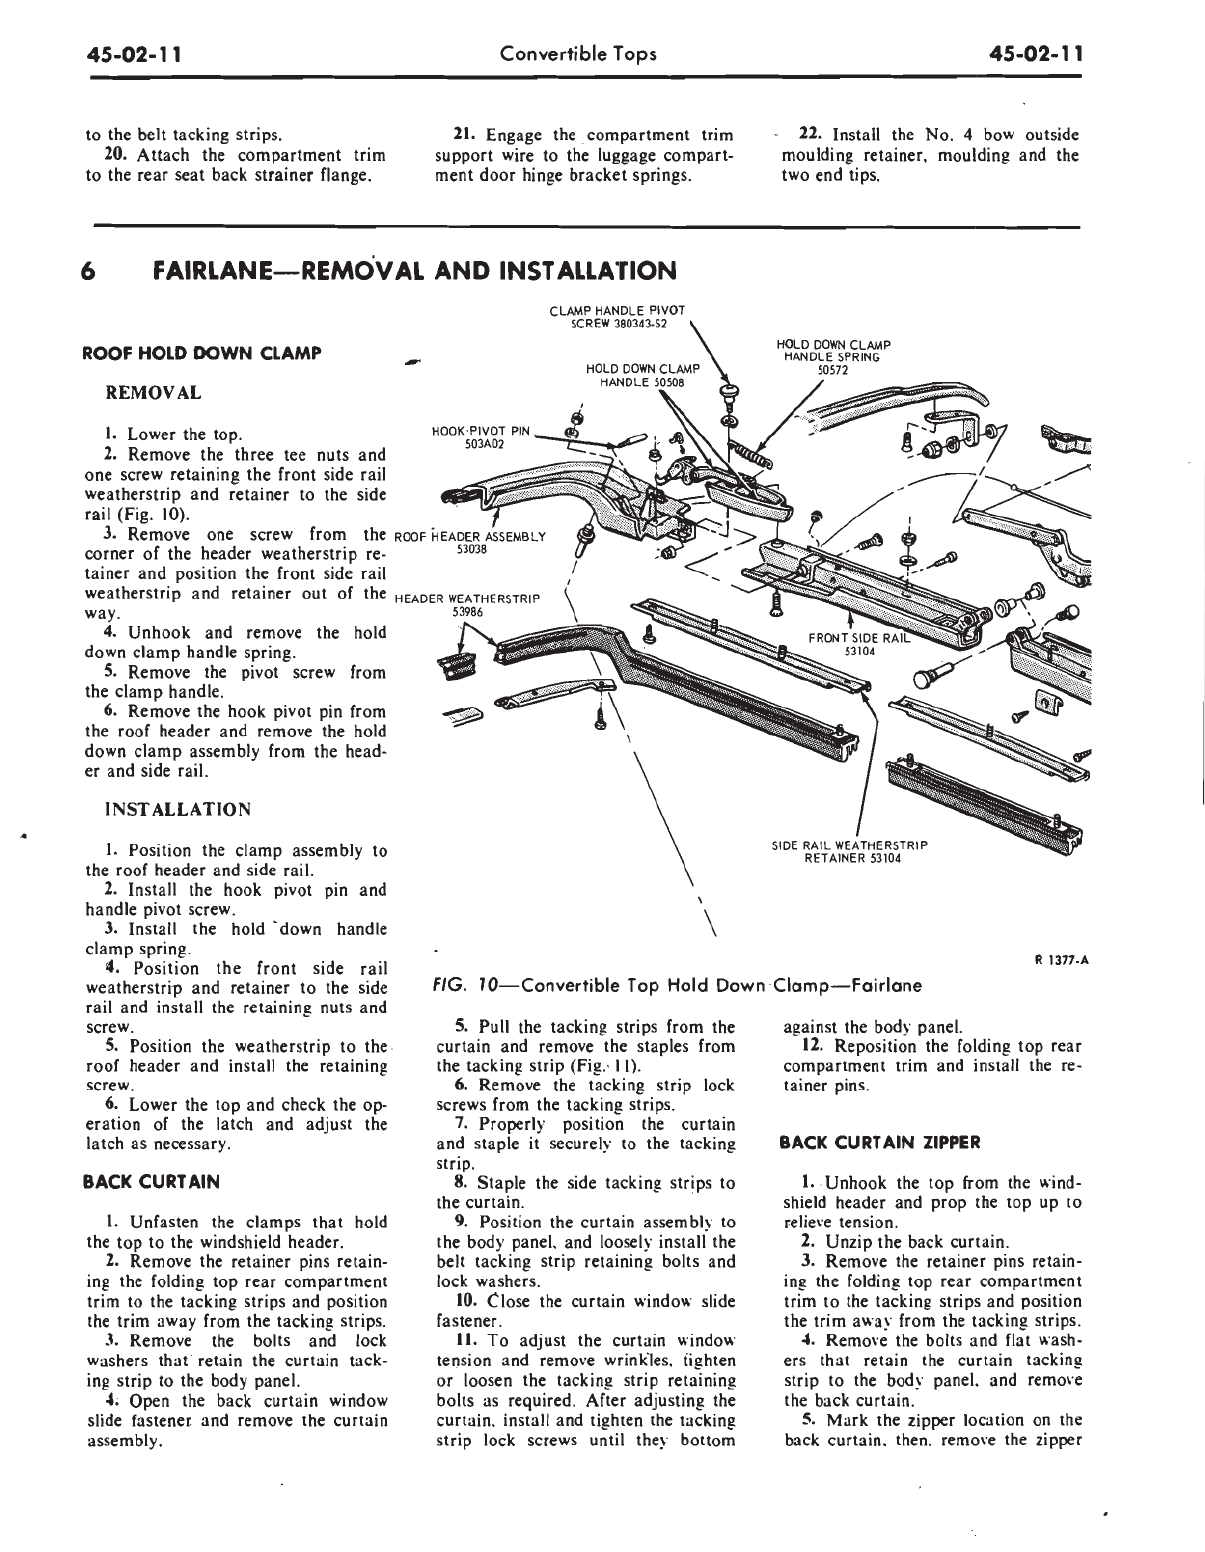 45-02-11
Convertible Tops
45-02-11
to the belt tacking strips.
20. Attach the compartment trim
to the rear seat back strainer flange.
21. Engage the compartment trim
support wire to the luggage compart-
ment door hinge bracket springs.
22. Install the No. 4 bow outside
moulding retainer, moulding and the
two end tips.
6 FAIRLANE—REMOVAL AND INSTALLATION
ROOF HOLD DOWN CLAMP
REMOVAL
1. Lower the top.
2. Remove the three tee nuts and
one screw retaining the front side rail
weatherstrip and retainer to the side
rail (Fig. 10).
3. Remove one screw from the
corner of the header weatherstrip re-
tainer and position the front side rail
weatherstrip and retainer out of the
way.
4. Unhook and remove the hold
down clamp handle spring.
5. Remove the pivot screw from
the clamp handle.
6. Remove the hook pivot pin from
the roof header and remove the hold
down clamp assembly from the head-
er and side rail.
INSTALLATION
1. Position the clamp assembly to
the roof header and side rail.
2. Install the hook pivot pin and
handle pivot screw.
3. Install the hold down handle
clamp spring.
4. Position the front side rail
weatherstrip and retainer to the side
rail and install the retaining nuts and
screw.
5. Position the weatherstrip to the
roof header and install the retaining
screw.
6. Lower the top and check the op-
eration of the latch and adjust the
latch as necessary.
BACK CURTAIN
1. Unfasten the clamps that hold
the top to the windshield header.
2. Remove the retainer pins retain-
ing the folding top rear compartment
trim to the tacking strips and position
the trim away from the tacking strips.
3. Remove the bolts and lock
washers that retain the curtain tack-
ing strip to the body panel.
4. Open the back curtain window
slide fastener and remove the curtain
assembly.
CLAMP HANDLE PIVOT
SCREW 380343-S2
HOLD DOWN CLAMP
HANDLE SPRING
50572
HOLD DOWN CLAMP
HANDLE 50508
HOOK-PIVOT PIN
503A02
ROOF HEADER ASSEMBLY
53038
HEADER WEATHERSTRIP
53986
FRONT SIDE RAIL
53104
SIDE RAIL WEATHERSTRIP
RETAINER 53104
R 1377-A
FIG. 10—Convertible Top Hold Down Clamp—Fairlane
5. Pull the tacking strips from the
curtain and remove the staples from
the tacking strip (Fig. 11).
6. Remove the tacking strip lock
screws from the tacking strips.
7. Properly position the curtain
and staple it securely to the tacking
strip.
8. Staple the side tacking strips to
the curtain.
9. Position the curtain assembly to
the body panel, and loosely install the
belt tacking strip retaining bolts and
lock washers.
10. Close the curtain window slide
fastener.
11. To adjust the curtain window
tension and remove wrinkles, tighten
or loosen the tacking strip retaining
bolts as required. After adjusting the
curtain, install and tighten the tacking
strip lock screws until they bottom
against the body panel.
12. Reposition the folding top rear
compartment trim and install the re-
tainer pins.
BACK CURTAIN ZIPPER
1. Unhook the top from the wind-
shield header and prop the top up to
relieve tension.
2. Unzip the back curtain.
3. Remove the retainer pins retain-
ing the folding top rear compartment
trim to the tacking strips and position
the trim away from the tacking strips.
4. Remove the bolts and flat wash-
ers that retain the curtain tacking
strip to the body panel, and remove
the back curtain.
5. Mark the zipper location on the
back curtain, then, remove the zipper